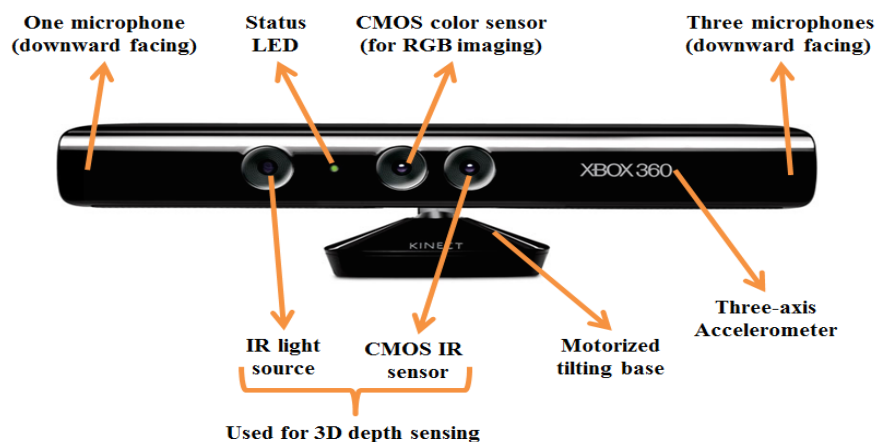 One microphone
(downward facing)
Status
LED
CMOS color sensor
(for RGB imaging)
Three microphones
(downward facing)
XBOX 360
KINECT
IR light
source
CMOS IR
sensor
Motorized
tilting base
Three-axis
Accelerometer
Used for 3D depth sensing